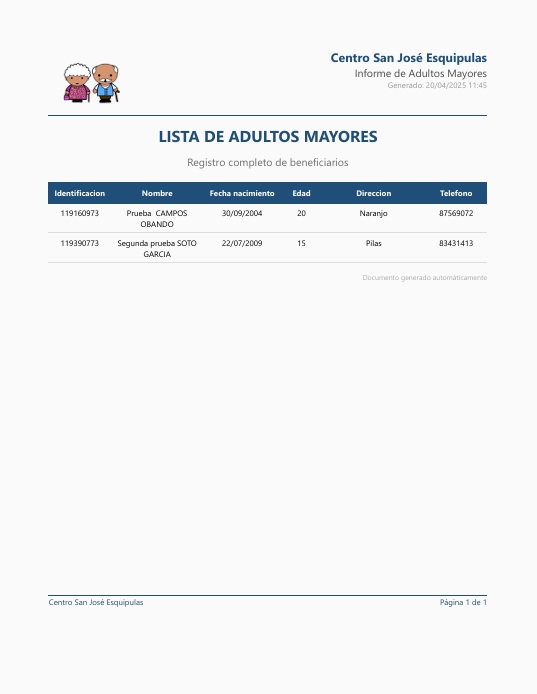 Centro San José Esquipulas
Informe de Adultos Mayores
Generado: 20/04/2025 11:45
LISTA DE ADULTOS MAYORES
Registro completo de beneficiarios
Identificacion Nombre Fecha nacimiento Edad Direccion Telefono
119160973 Prueba CAMPOS 30/09/2004 20 Naranjo 87569072
OBANDO
119390773 Segunda prueba SOTO 22/07/2009 15 Pilas 83431413
GARCIA
Documento generado automáticamente
Centro San José Esquipulas Página 1 de 1